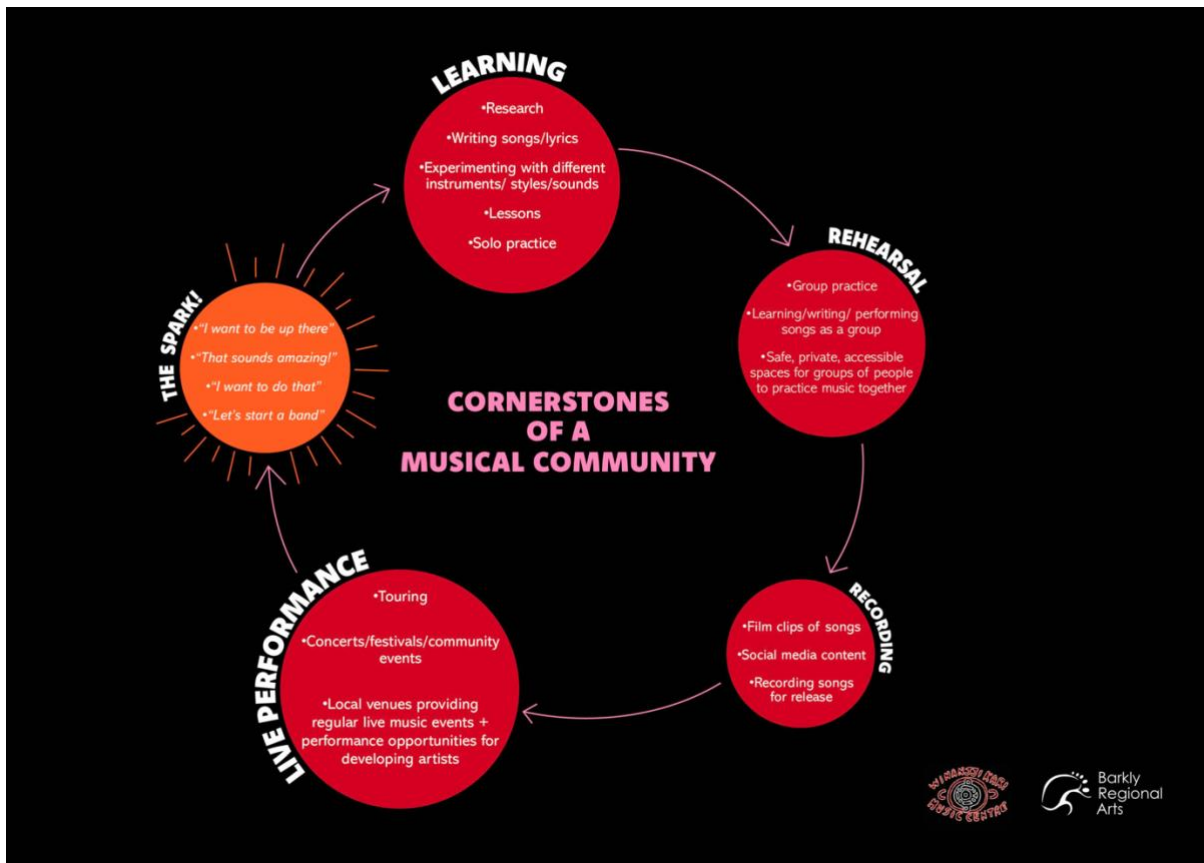 LEARNING
•Research
•Writing songs/lyrics
•Experimenting with different
instruments/ styles/sounds
•Lessons
•Solo practice
REHEARSAL
•Group practice
•Learning/writing/ performing
songs as a group
•Safe, private, accessible
spaces for groups of people
to practice music together
THE SPARK!
•"I want to be up there"
•"That sounds amazing!"
•"I want to do that"
•"Let's start a band"
CORNERSTONES
OF A
MUSICAL COMMUNITY
RECORDING
•Film clips of songs
•Social media content
•Recording songs
for release
LIVE PERFORMANCE
•Touring
•Concerts/festivals/community
events
•Local venues providing
regular live music events +
performance opportunities for
developing artists
WINANJJIKARI
MUSIC CENTRE
Barkly
Regional
Arts